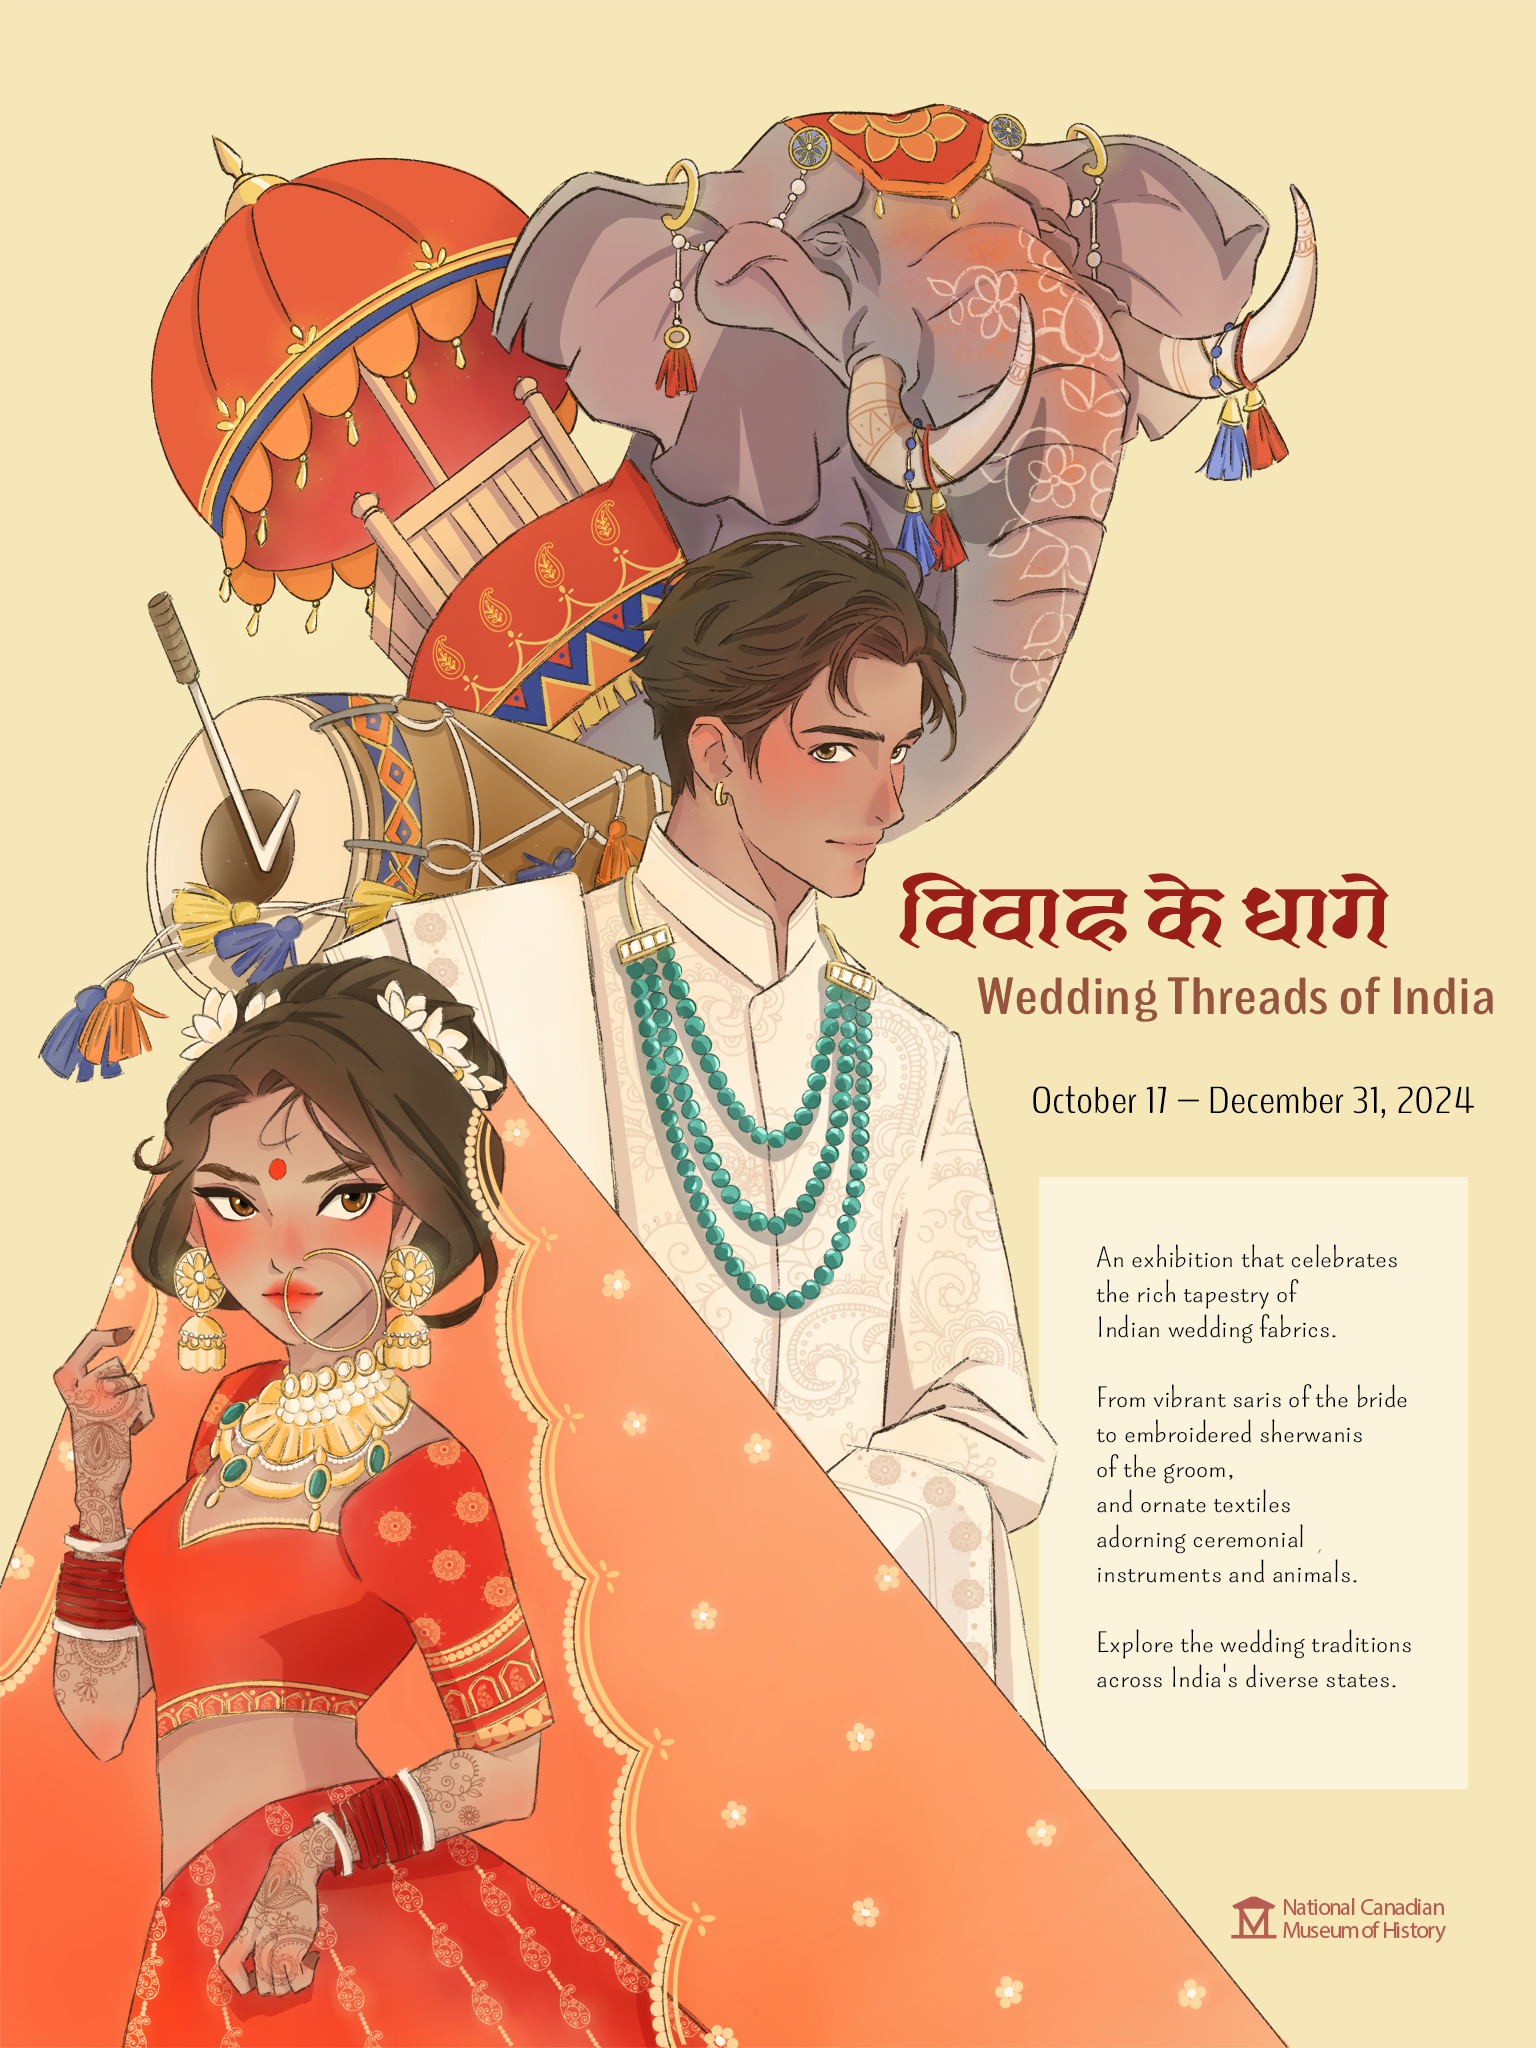 विवाह के धागे
Wedding Threads of India
October 17 — December 31, 2024
An exhibition that celebrates
the rich tapestry of
Indian wedding fabrics.
From vibrant saris of the bride
to embroidered sherwanis
of the groom,
and ornate textiles
adorning ceremonial ,
instruments and animals.
Explore the wedding traditions
across India's diverse states.
National Canadian
Museum of History